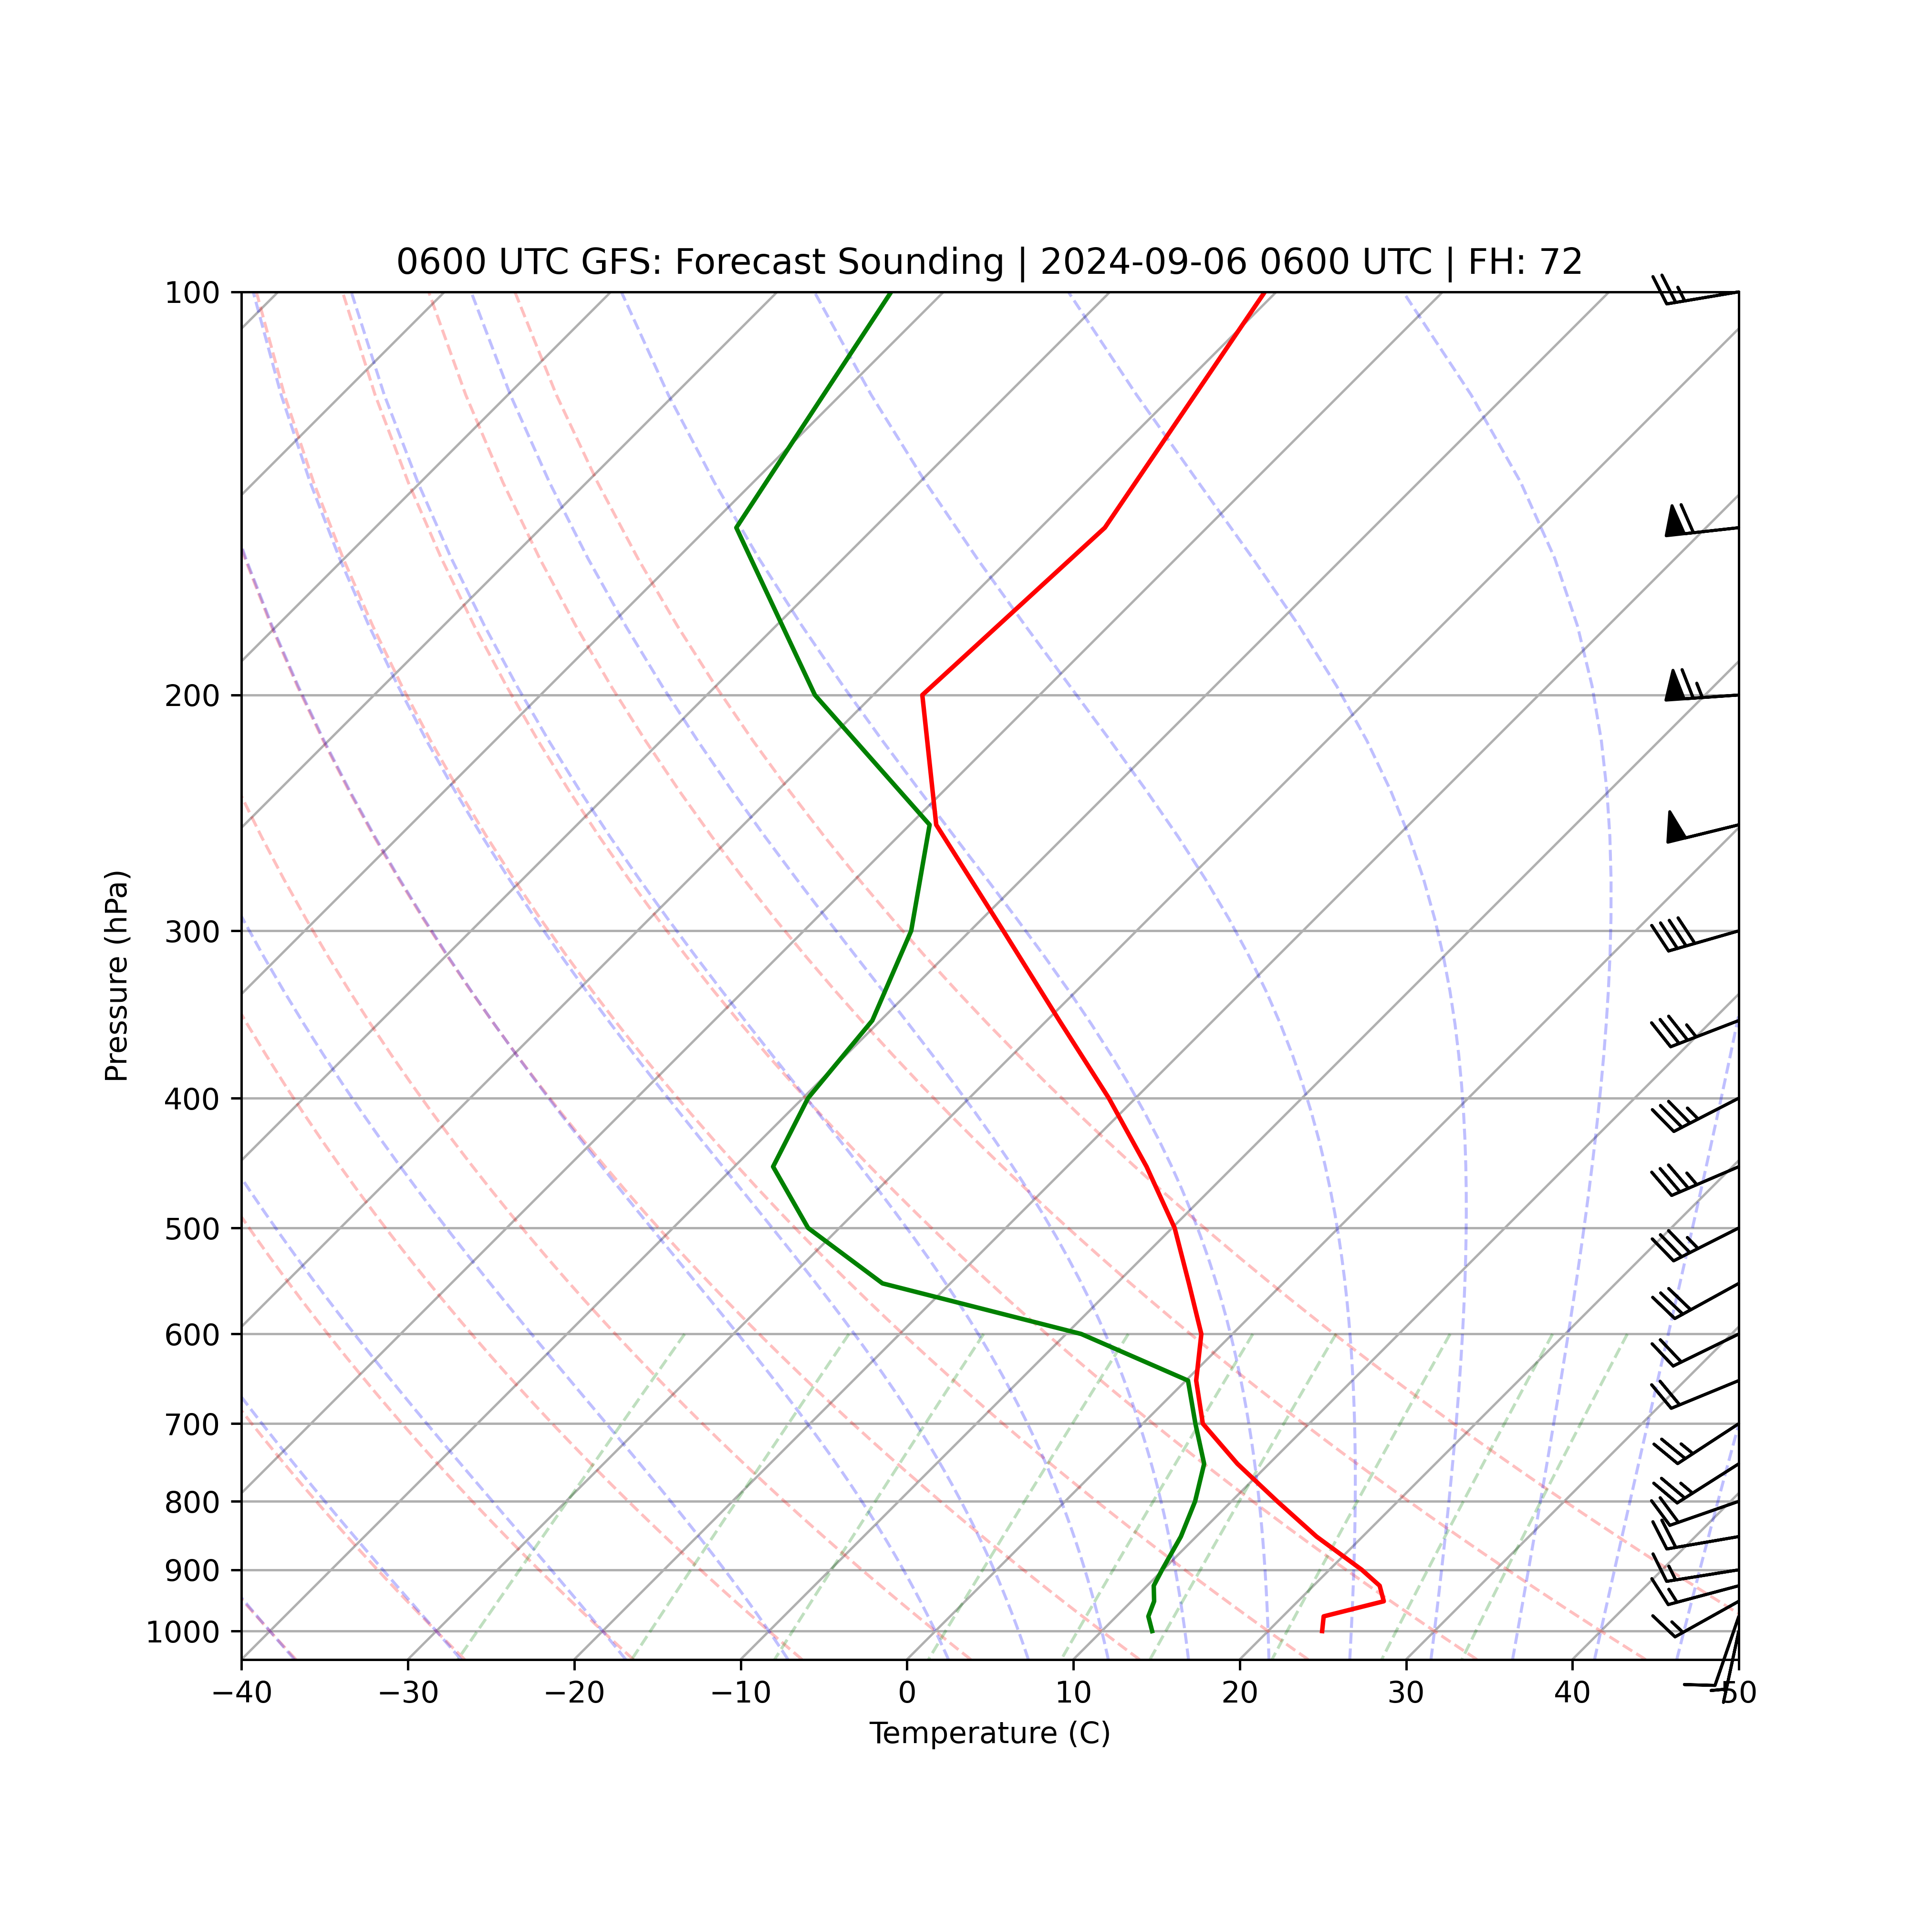 0600 UTC GFS: Forecast Sounding | 2024-09-06 0600 UTC | FH: 72
100
200
300
400
500
600
700
800
900
1000
Pressure (hPa)
−40 −30 −20 −10 0 10 20 30 40 50
Temperature (C)